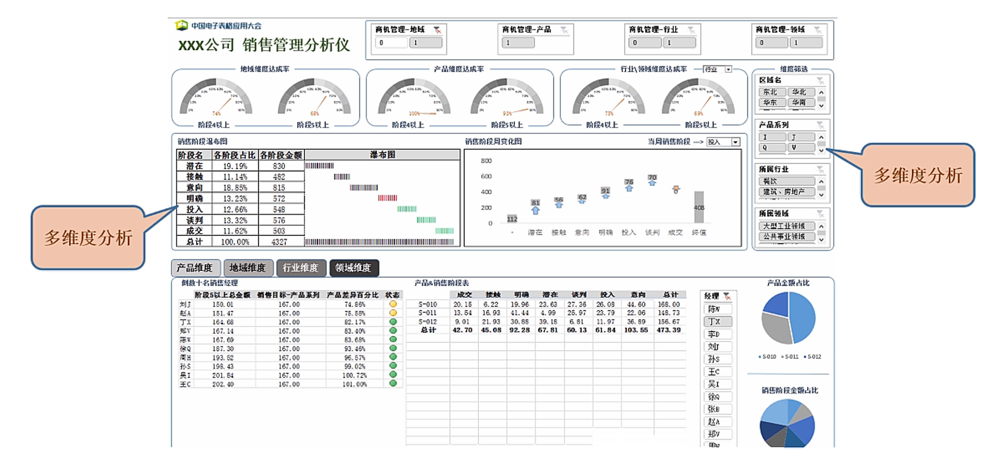 中国电子表格应用大会
XXX公司 销售管理分析仪
商机管理-地域
0 1
商机管理-产品
1
商机管理-行业
0 1
商机管理-领域
0 1
地域维度达成率
74% 68%
阶段4以上 阶段5以上
产品维度达成率
100% 93%
阶段4以上 阶段5以上
行业\领域维度达成率 行业
75% 69%
阶段4以上 阶段5以上
维度筛选
区域名
东北 华北
华东 华南
产品系列
I J
Q V
所属行业
餐饮
建筑、房地产
所属领域
大型工业领域
公共事业领域
多维度分析
多维度分析
销售阶段瀑布图
阶段名 各阶段占比 各阶段金额 瀑布图
潜在 19.19% 830
接触 11.14% 482
意向 18.85% 815
明确 13.23% 572
投入 12.66% 548
谈判 13.32% 576
成交 11.62% 503
总计 100.00% 4327
销售阶段周变化图
当周销售阶段 ---> 投入
800
600
400
200
0
112 81 56 62 91 76 70 0 408
- 潜在 接触 意向 明确 投入 谈判 成交 终值
产品维度 地域维度 行业维度 领域维度
倒数十名销售经理
阶段5以上总金额 销售目标-产品系列 产品差异百分比 状态
刘J 150.01 167.00 74.86%
赵A 151.47 167.00 75.58%
丁X 164.68 167.00 82.17%
郑V 167.14 167.00 83.40%
陈W 167.69 167.00 83.68%
徐Q 187.30 167.00 93.46%
周H 193.52 167.00 96.57%
孙S 198.43 167.00 99.02%
吴I 201.84 167.00 100.72%
王C 202.40 167.00 101.00%
产品&销售阶段表
成交 接触 明确 潜在 谈判 投入 意向 总计
S-010 20.15 6.22 19.96 23.63 27.36 26.08 44.60 168.00
S-011 13.54 16.93 41.44 4.99 25.97 23.79 22.06 148.73
S-012 9.01 21.93 30.88 39.18 6.81 11.97 36.89 156.67
总计 42.70 45.08 92.28 67.81 60.13 61.84 103.55 473.39
经理
陈W
丁X
李D
刘J
孙S
王C
吴I
徐Q
张B
赵A
郑V
周H
产品金额占比
S-010 S-011 S-012
销售阶段金额占比